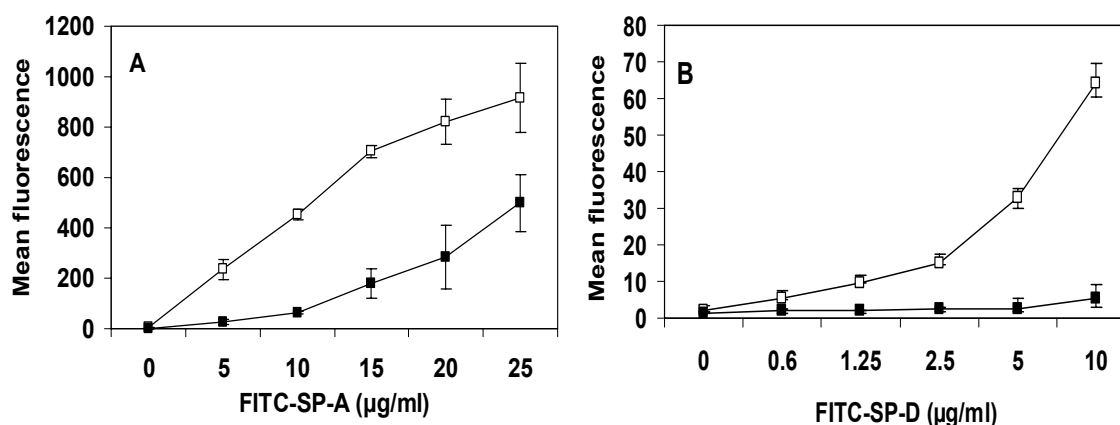 A
Mean fluorescence
1200
1000
800
600
400
200
0
0 5 10 15 20 25
FITC-SP-A (µg/ml)
B
Mean fluorescence
80
70
60
50
40
30
20
10
0
0 0.6 1.25 2.5 5 10
FITC-SP-D (µg/ml)